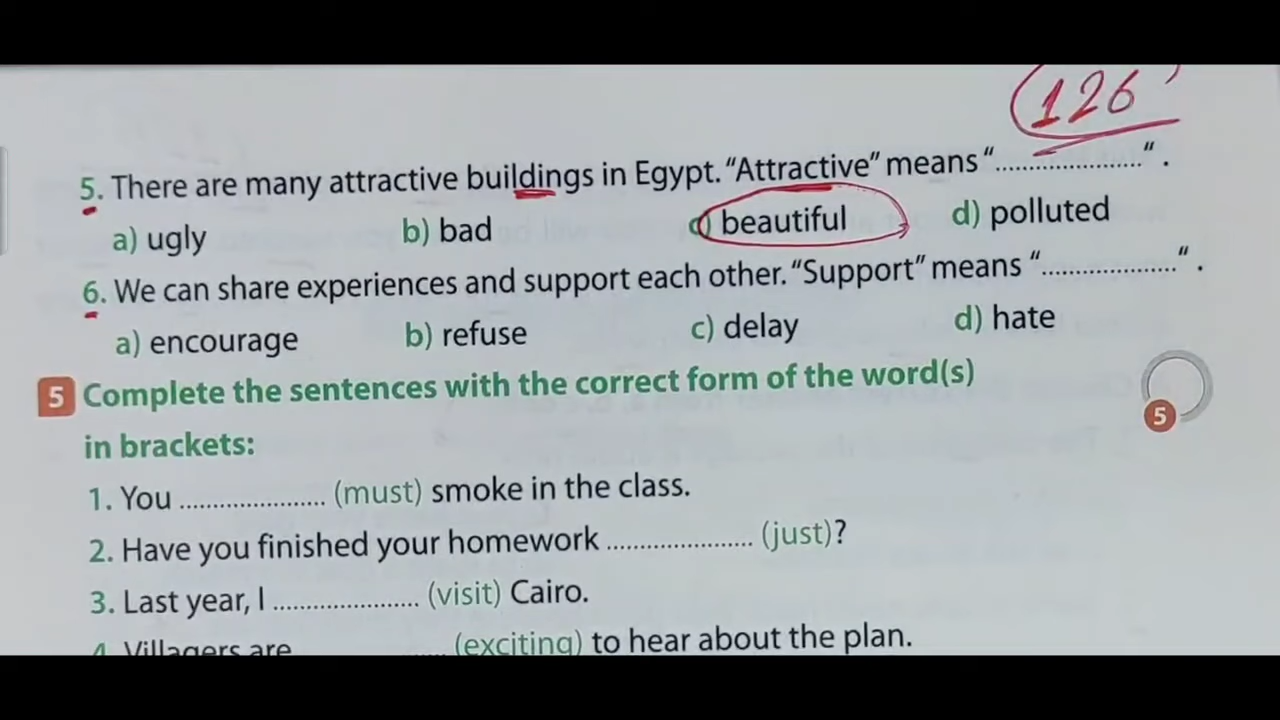 126
5. There are many attractive buildings in Egypt. "Attractive" means "....................".
a) ugly b) bad c) beautiful d) polluted
6. We can share experiences and support each other. "Support" means "....................".
a) encourage b) refuse c) delay d) hate
5 Complete the sentences with the correct form of the word(s)
in brackets:
5
1. You .................... (must) smoke in the class.
2. Have you finished your homework .................... (just)?
3. Last year, I .................... (visit) Cairo.
4. Villagers are .................... (exciting) to hear about the plan.